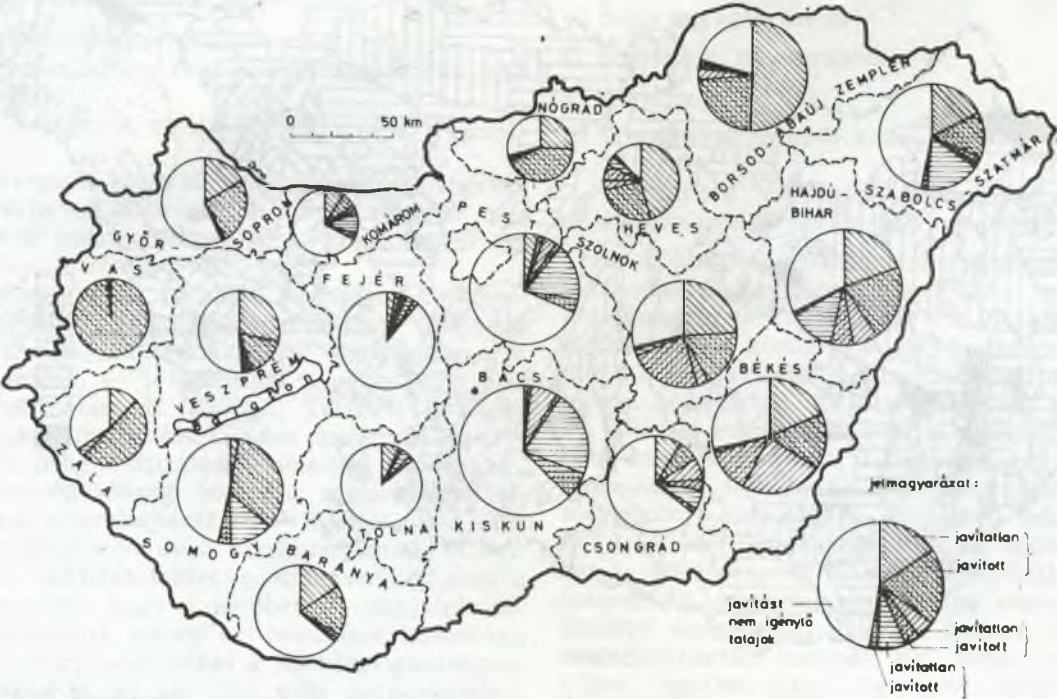 NÓGRÁD
BORSOD-ABAÚJ ZEMPLÉN
SZABOLCS-SZATMÁR
0 50 km
HAJDÚ-
BIHAR
HEVES
GYŐR-SOPRON
KOMÁROM
PEST
SZOLNOK
VAS
FEJÉR
VESZPRÉM
BÉKÉS
BÁCS-
KISKUN
ZALA
TOLNA
CSONGRÁD
SOMOGY
BARANYA
jelmagyarázat:
javítatlan
javított
javítást
nem igénylő
talajok
javítatlan
javított
javítatlan
javított